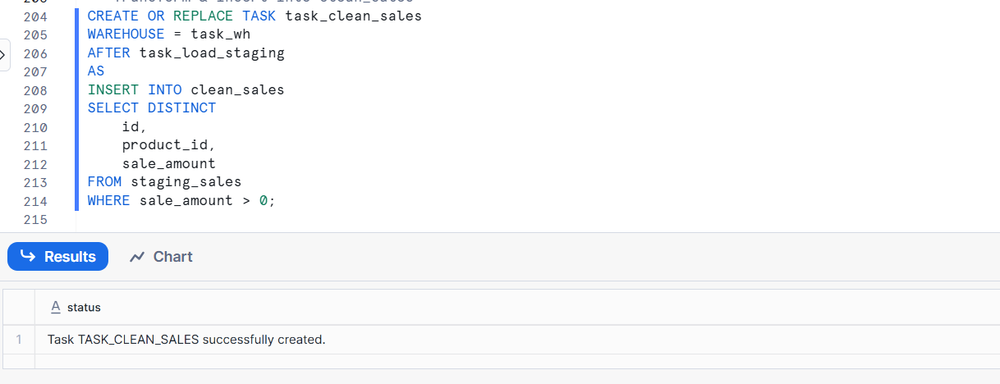 204 CREATE OR REPLACE TASK task_clean_sales
205 WAREHOUSE = task_wh
206 AFTER task_load_staging
207 AS
208 INSERT INTO clean_sales
209 SELECT DISTINCT
210     id,
211     product_id,
212     sale_amount
213 FROM staging_sales
214 WHERE sale_amount > 0;
215
Results Chart
A status
1 Task TASK_CLEAN_SALES successfully created.